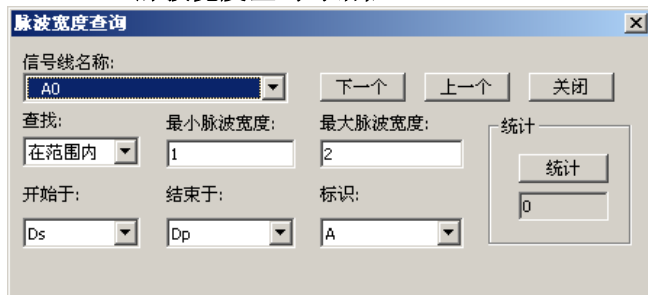 脉波宽度查询
信号线名称:
A0
下一个
上一个
关闭
查找:
最小脉波宽度:
最大脉波宽度:
统计
在范围内
1
2
统计
开始于:
结束于:
标识:
0
Ds
Dp
A